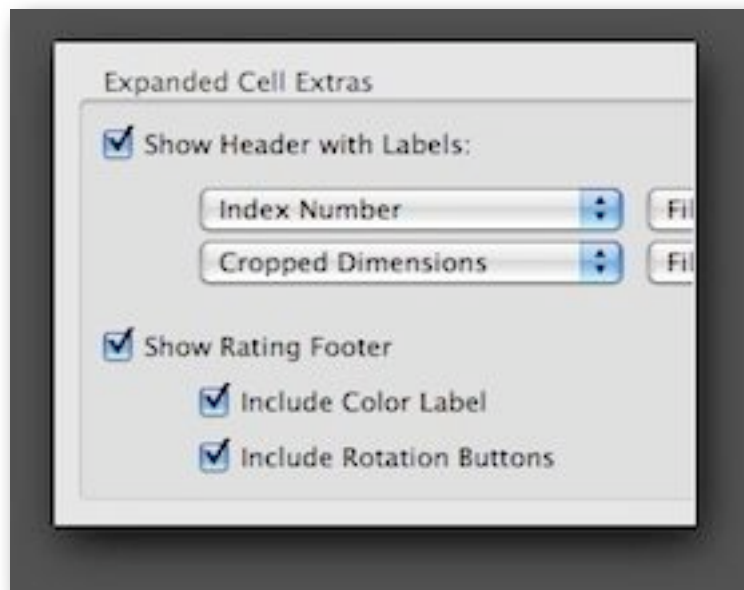 Expanded Cell Extras
Show Header with Labels:
Index Number
Cropped Dimensions
Show Rating Footer
Include Color Label
Include Rotation Buttons